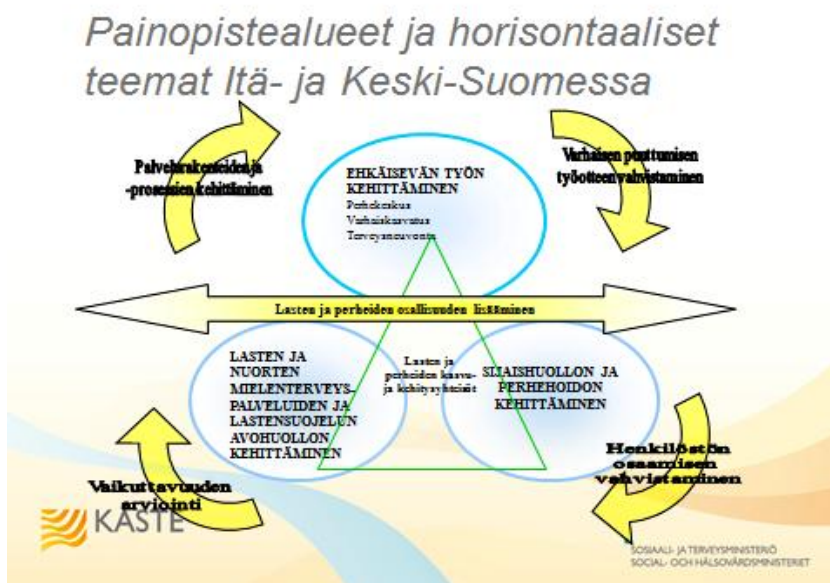 Painopistealueet ja horisontaaliset
teemat Itä- ja Keski-Suomessa
Palvelurakenteiden ja
-prosessien kehittäminen
Varhaisen puuttumisen
työotteen vahvistaminen
EHKÄISEVÄN TYÖN
KEHITTÄMINEN
Perhekeskus
Varhaiskasvatus
Terveysneuvonta
Lasten ja perheiden osallisuuden lisääminen
LASTEN JA
NUORTEN
MIELENTERVEYS-
PALVELUIDEN JA
LASTENSUOJELUN
AVOHUOLLON
KEHITTÄMINEN
Lasten ja
perheiden kasvu-
ja kehitysyhteisöt
SIJAISHUOLLON JA
PERHEHOIDON
KEHITTÄMINEN
Vaikuttavuuden
arviointi
Henkilöstön
osaamisen
vahvistaminen
KASTE
SOSIAALI- JA TERVEYSMINISTERIÖ
SOCIAL- OCH HÄLSOVÅRDSMINISTERIET